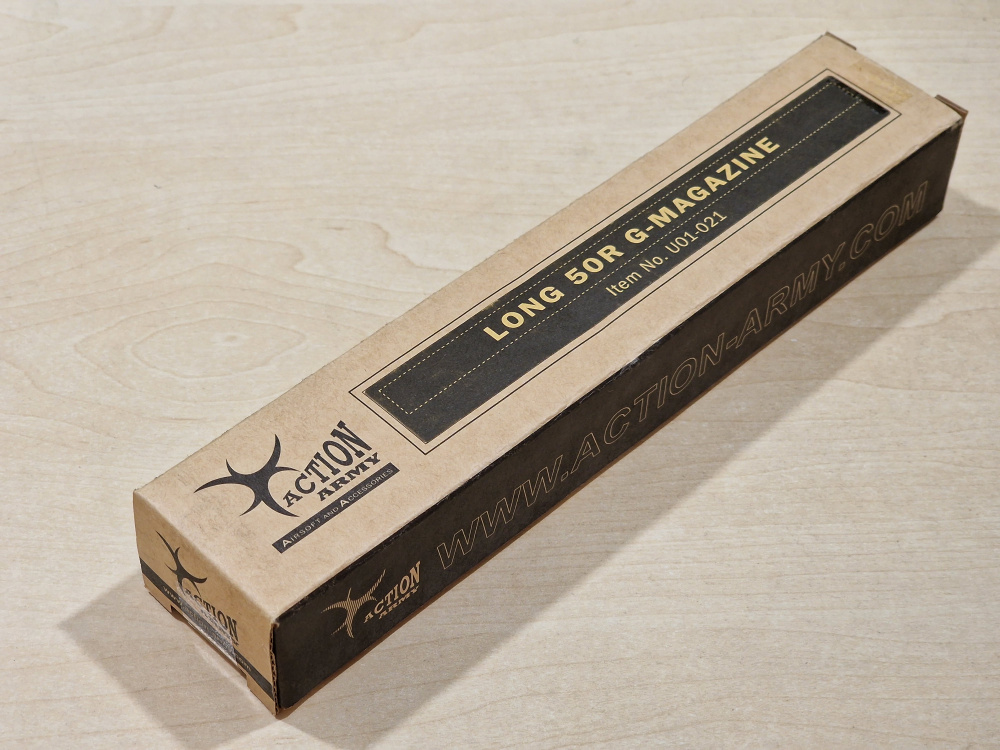 LONG 50R G-MAGAZINE
Item No. U01-021
ACTION
ARMY
AIRSOFT AND ACCESSORIES
WWW.ACTION-ARMY.COM
ACTION
ARMY
ACTION
ARMY